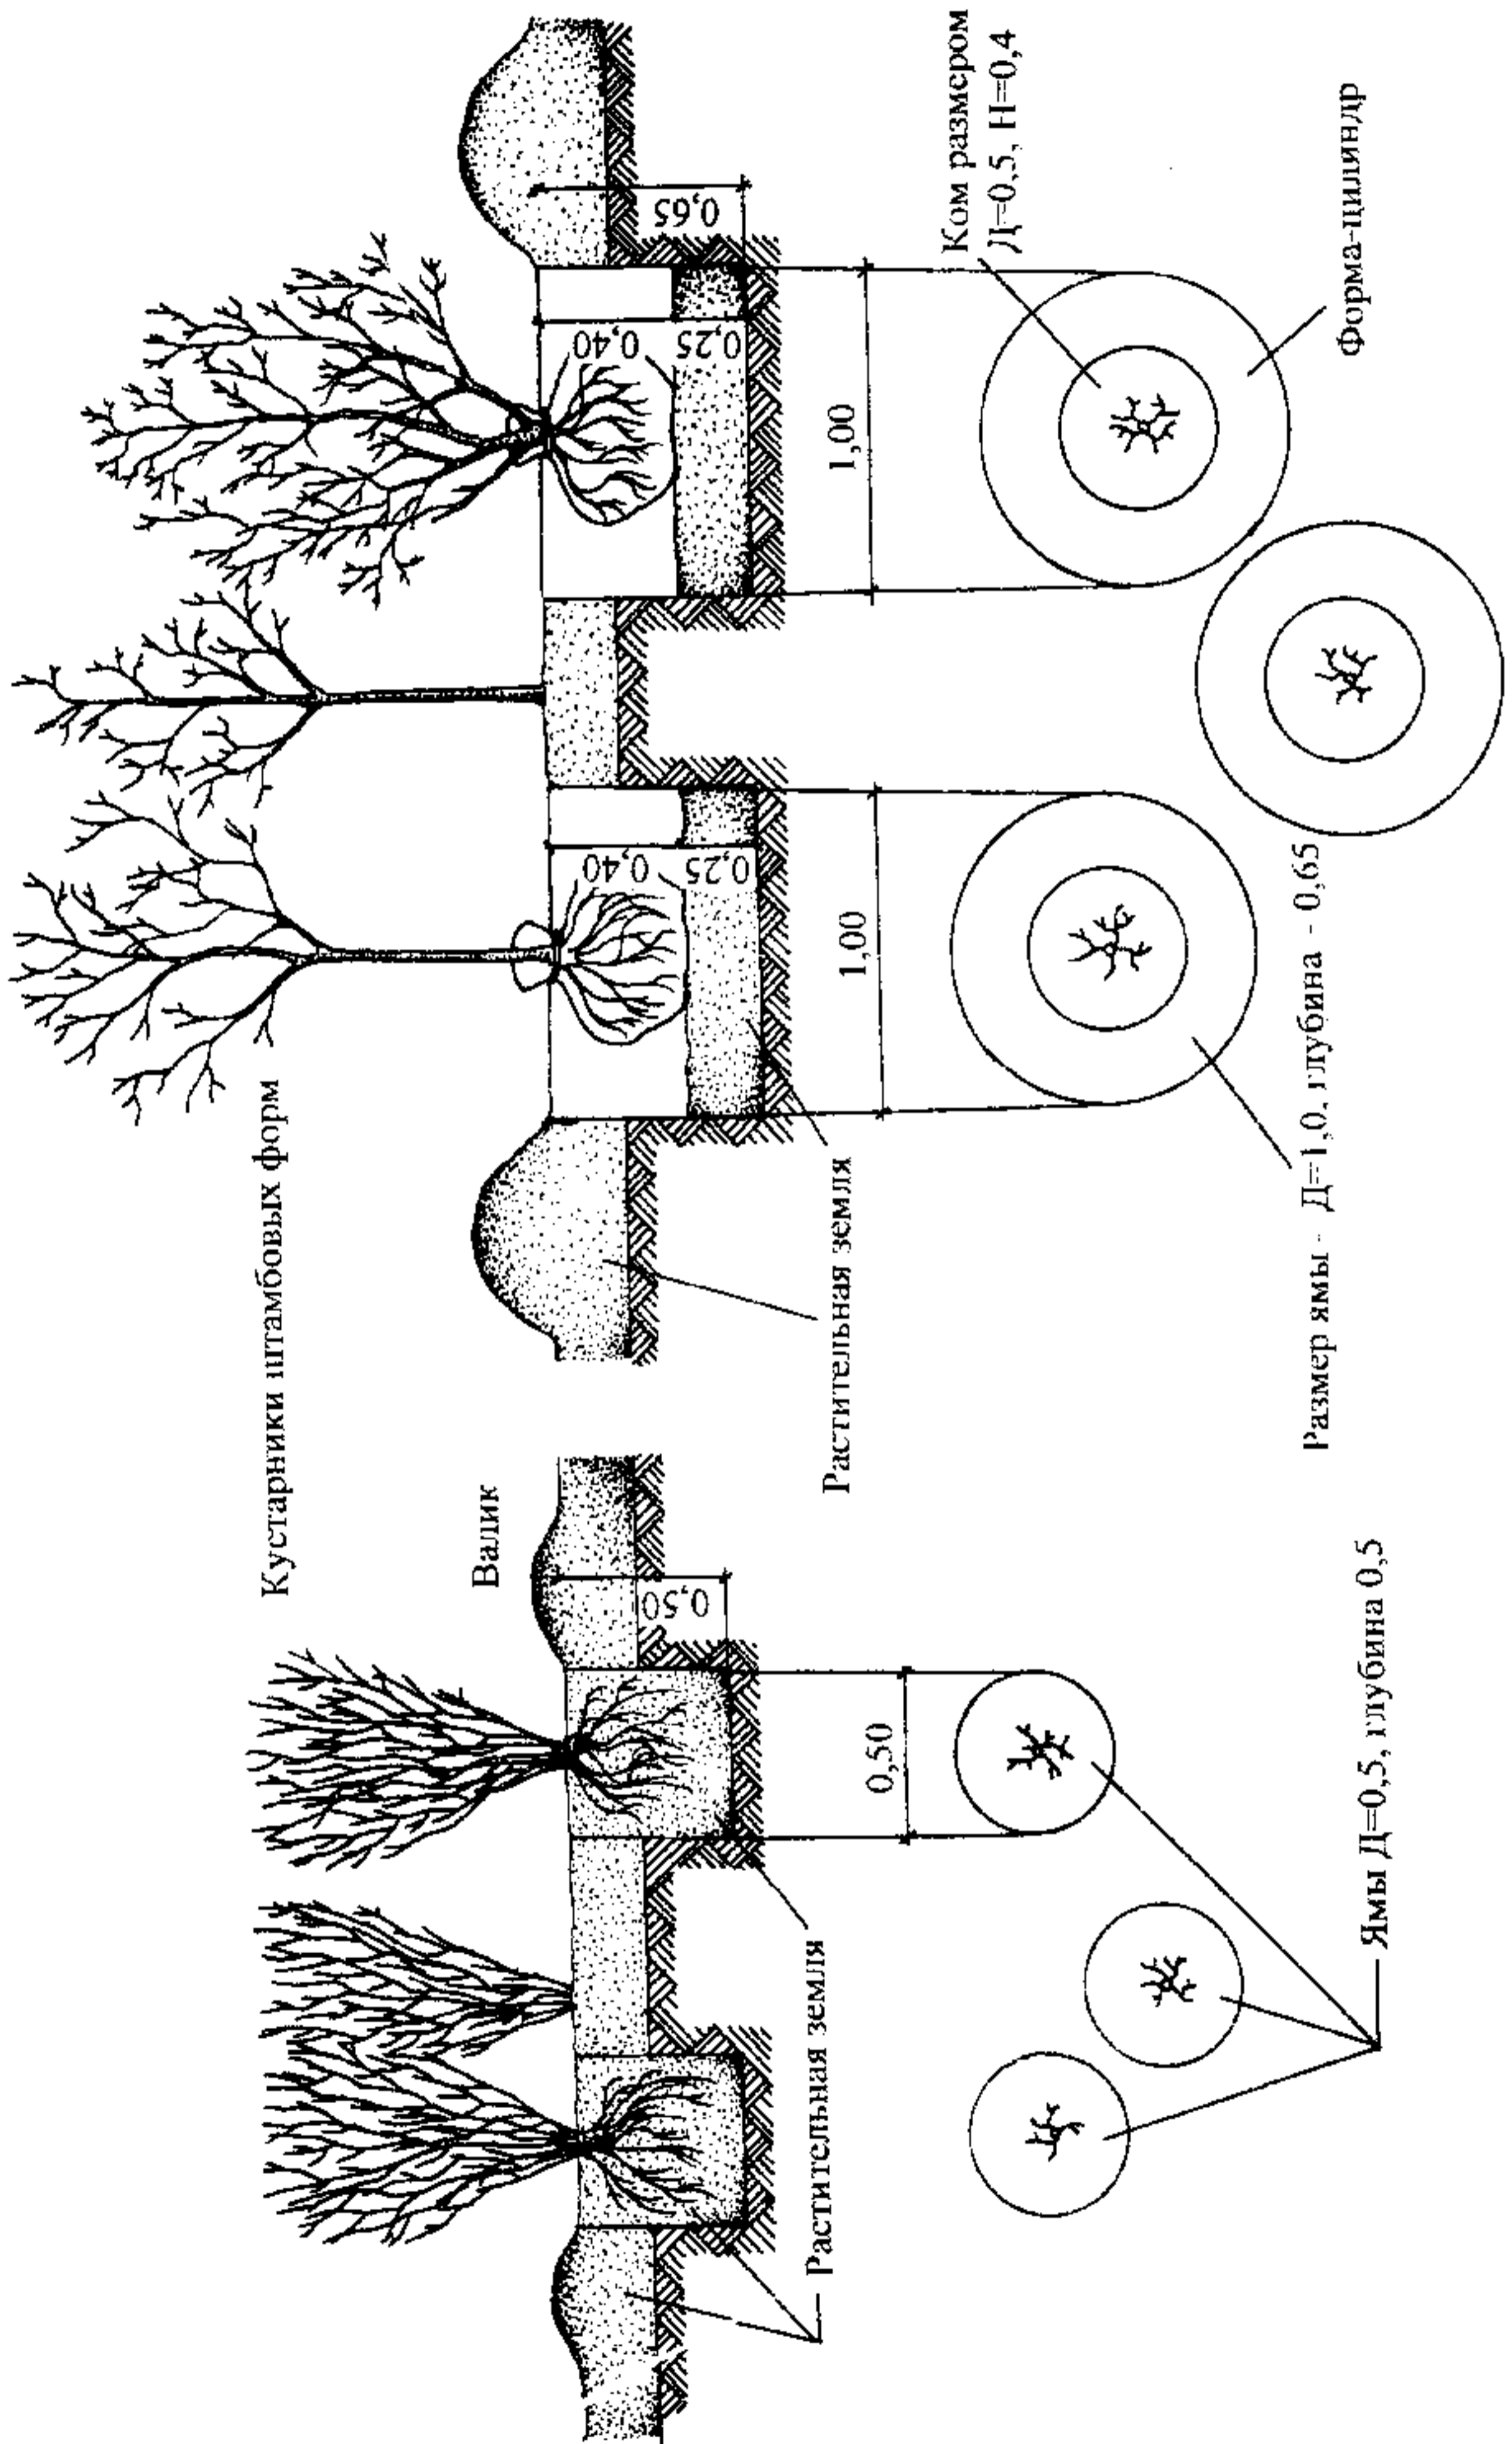 Кустарники штамбовых форм
Валик
0,50
0,50
Растительная земля
Ямы Д=0,5, глубина 0,5
0,40
0,25
0,40
0,25
0,65
1,00
1,00
Растительная земля
Размер ямы - Д=1,0, глубина - 0,65
Ком размером
Д=0,5, Н=0,4
Форма-цилиндр